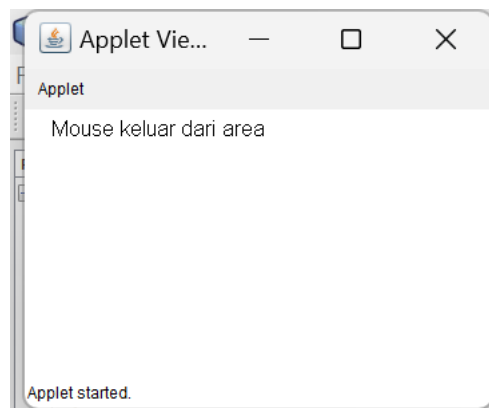 Applet Vie...
Applet
Mouse keluar dari area
Applet started.